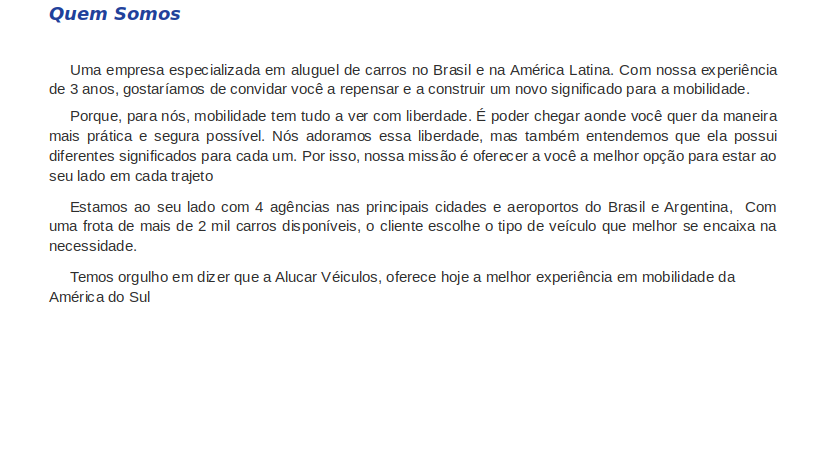 Quem Somos
Uma empresa especializada em aluguel de carros no Brasil e na América Latina. Com nossa experiência
de 3 anos, gostaríamos de convidar você a repensar e a construir um novo significado para a mobilidade.
Porque, para nós, mobilidade tem tudo a ver com liberdade. É poder chegar aonde você quer da maneira
mais prática e segura possível. Nós adoramos essa liberdade, mas também entendemos que ela possui
diferentes significados para cada um. Por isso, nossa missão é oferecer a você a melhor opção para estar ao
seu lado em cada trajeto
Estamos ao seu lado com 4 agências nas principais cidades e aeroportos do Brasil e Argentina,  Com
uma frota de mais de 2 mil carros disponíveis, o cliente escolhe o tipo de veículo que melhor se encaixa na
necessidade.
Temos orgulho em dizer que a Alucar Véiculos, oferece hoje a melhor experiência em mobilidade da
América do Sul